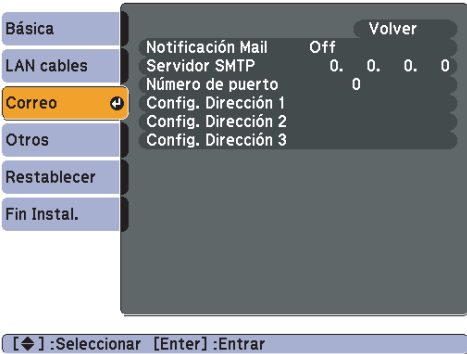 Básica
LAN cables
Correo
Otros
Restablecer
Fin Instal.
Volver
Notificación Mail Off
Servidor SMTP 0. 0. 0. 0
Número de puerto 0
Config. Dirección 1
Config. Dirección 2
Config. Dirección 3
[◆] :Seleccionar [Enter] :Entrar